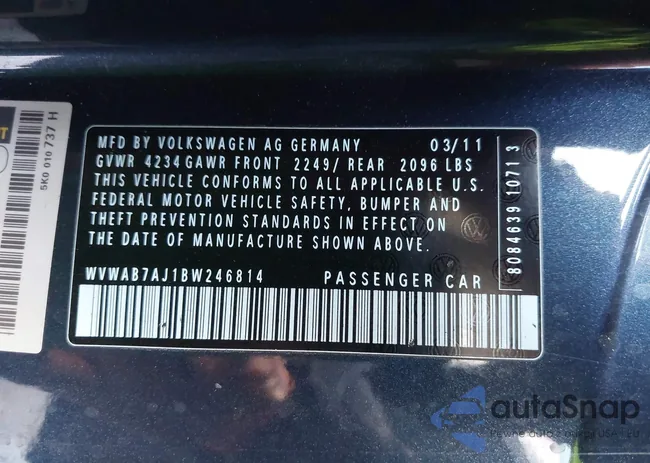 MFD BY VOLKSWAGEN AG GERMANY 03/11
GVWR 4234 GAWR FRONT 2249/ REAR 2096 LBS
THIS VEHICLE CONFORMS TO ALL APPLICABLE U.S.
FEDERAL MOTOR VEHICLE SAFETY, BUMPER AND
THEFT PREVENTION STANDARDS IN EFFECT ON
THE DATE OF MANUFACTURE SHOWN ABOVE.
WVWAB7AJ1BW246814 PASSENGER CAR
8084639 10713
5K0 010 737 H
autoSnap